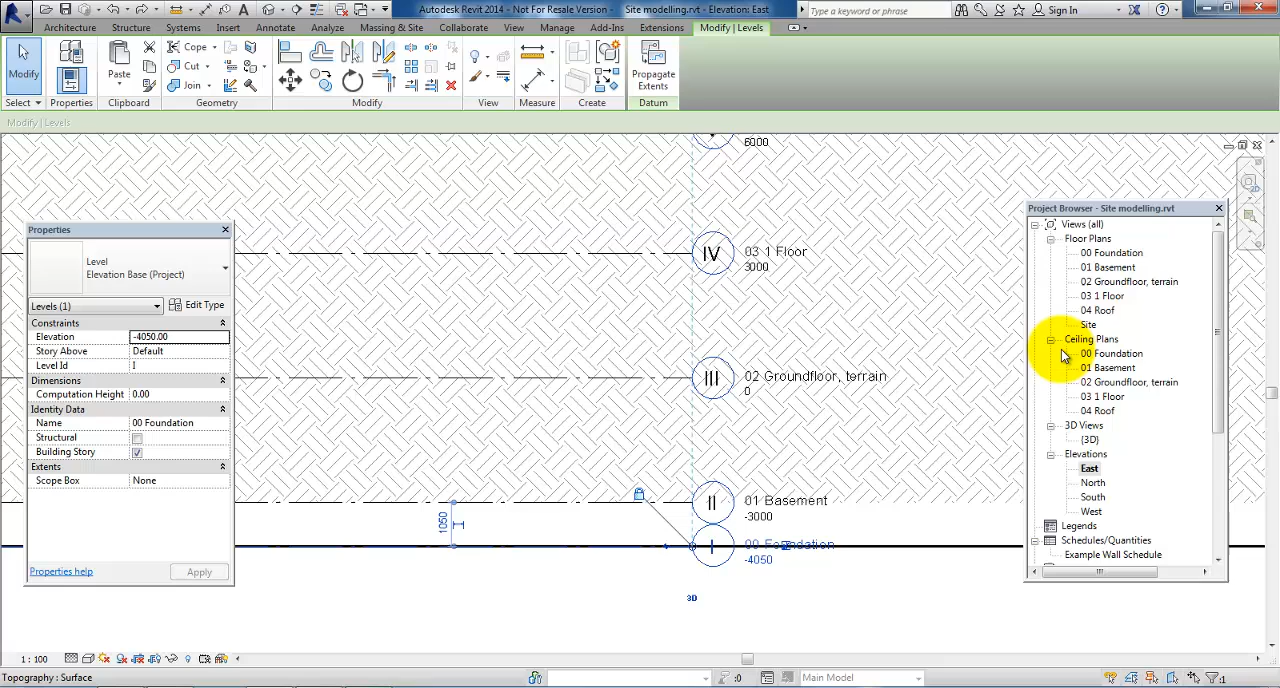 Autodesk Revit 2014 - Not For Resale Version - Site modelling.rvt - Elevation: East
Type a keyword or phrase
Sign In
Architecture Structure Systems Insert Annotate Analyze Massing & Site Collaborate View Manage Add-Ins Extensions Modify | Levels
Modify
Paste
Cope
Cut
Join
Propagate
Extents
Select Properties Clipboard Geometry Modify View Measure Create Datum
Modify | Levels
6000
IV
03 1 Floor
3000
III
02 Groundfloor, terrain
0
1050
II
01 Basement
-3000
I
00 Foundation
-4050
3D
Properties
Level
Elevation Base (Project)
Levels (1)
Edit Type
Constraints
Elevation -4050.00
Story Above Default
Level Id I
Dimensions
Computation Height 0.00
Identity Data
Name 00 Foundation
Structural
Building Story
Extents
Scope Box None
Properties help
Apply
Project Browser - Site modelling.rvt
Views (all)
Floor Plans
00 Foundation
01 Basement
02 Groundfloor, terrain
03 1 Floor
04 Roof
Site
Ceiling Plans
00 Foundation
01 Basement
02 Groundfloor, terrain
03 1 Floor
04 Roof
3D Views
{3D}
Elevations
East
North
South
West
Legends
Schedules/Quantities
Example Wall Schedule
1 : 100
Topography : Surface
:0
Main Model
:1